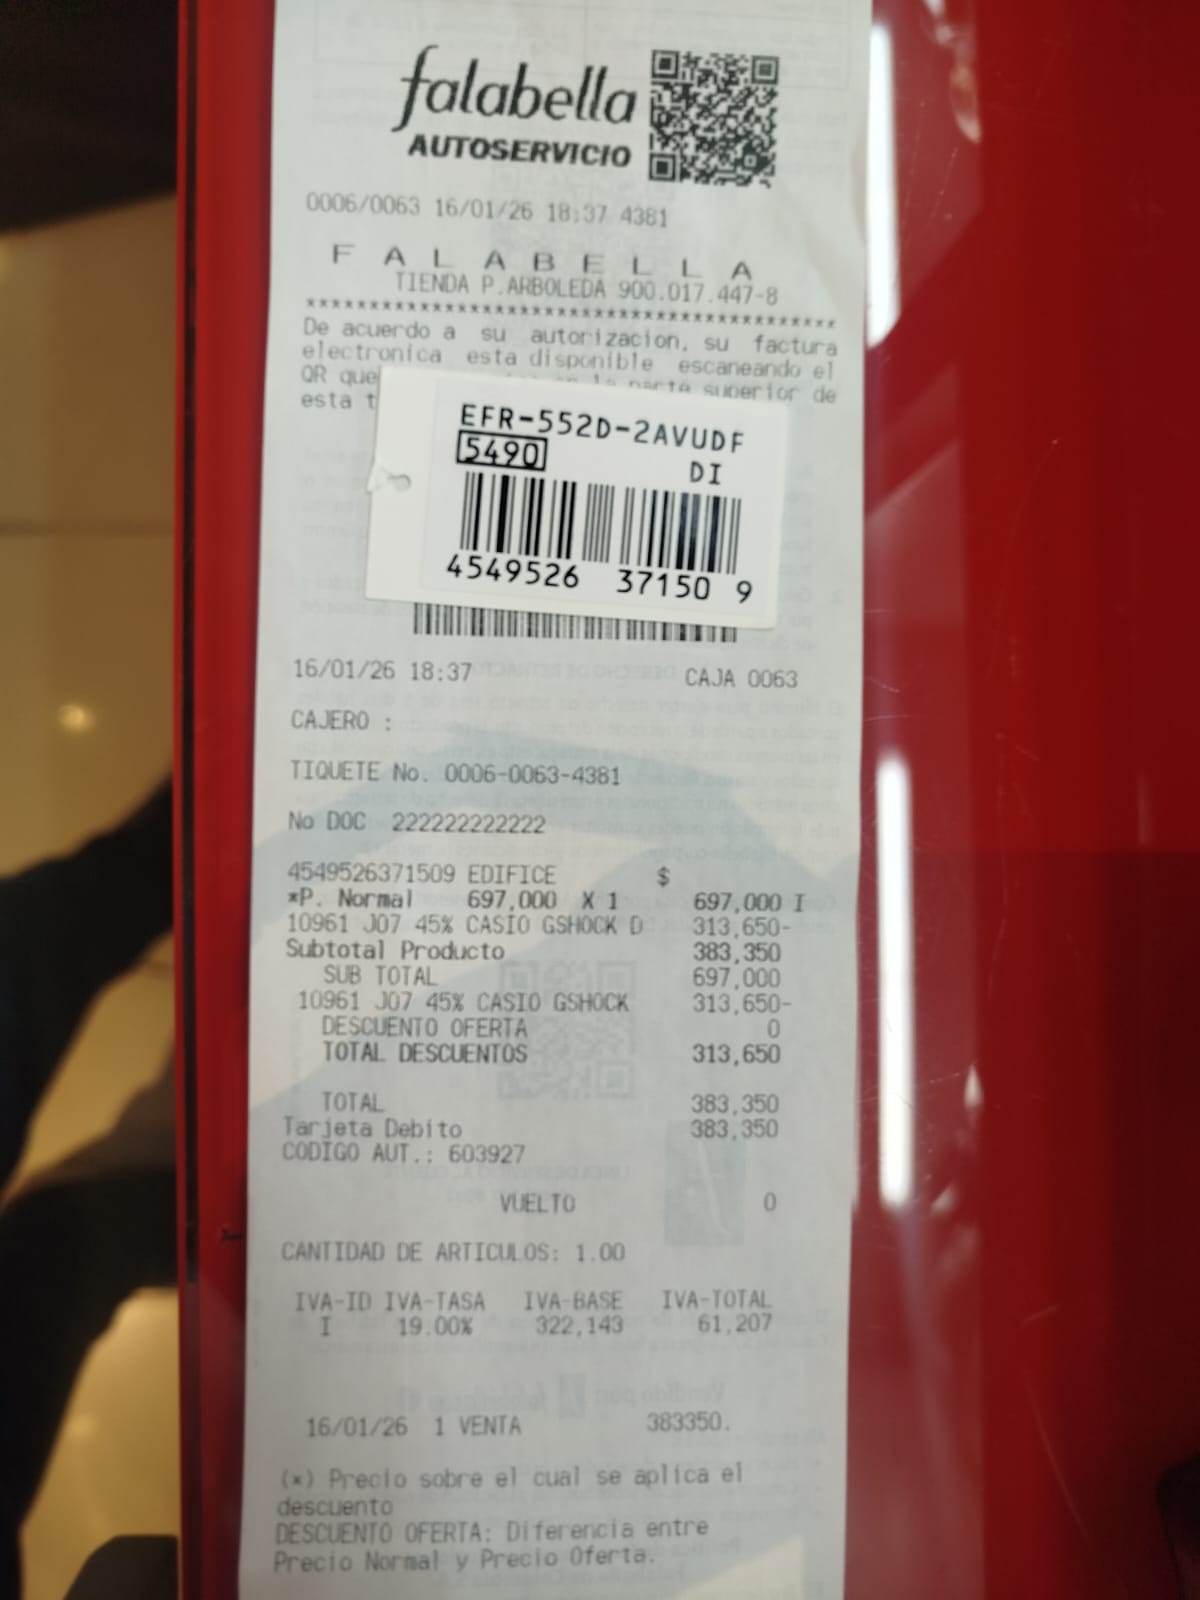 falabella
AUTOSERVICIO
0006/0063 16/01/26 18:37 4381
F A L A B E L L A
TIENDA P.ARBOLEDA 900.017.447-8
******************************************
De acuerdo a su autorizacion, su factura
electronica esta disponible escaneando el
QR que la parte superior de
esta t
EFR-552D-2AVUDF
5490 DI
4549526 37150 9
16/01/26 18:37 CAJA 0063
CAJERO :
TIQUETE No. 0006-0063-4381
No DOC 222222222222
4549526371509 EDIFICE $
*P. Normal 697,000 X 1 697,000 I
10961 J07 45% CASIO GSHOCK D 313,650-
Subtotal Producto 383,350
SUB TOTAL 697,000
10961 J07 45% CASIO GSHOCK 313,650-
DESCUENTO OFERTA 0
TOTAL DESCUENTOS 313,650
TOTAL 383,350
Tarjeta Debito 383,350
CODIGO AUT.: 603927
VUELTO 0
CANTIDAD DE ARTICULOS: 1.00
IVA-ID IVA-TASA IVA-BASE IVA-TOTAL
I 19.00% 322,143 61,207
16/01/26 1 VENTA 383350.
(*) Precio sobre el cual se aplica el
descuento
DESCUENTO OFERTA: Diferencia entre
Precio Normal y Precio Oferta.